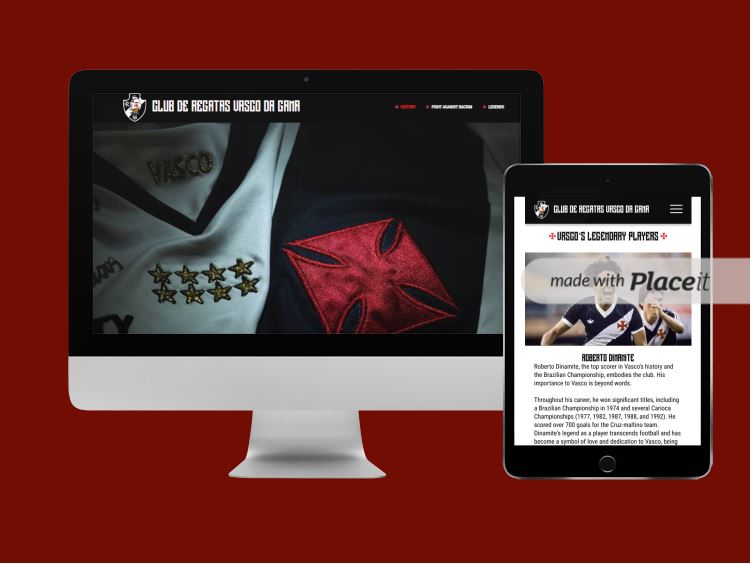 CLUB DE REGATAS VASCO DA GAMA
HISTORY
FIGHT AGAINST RACISM
LEGENDS
VASCO
CLUB DE REGATAS VASCO DA GAMA
VASCO'S LEGENDARY PLAYERS
made with Placeit
ROBERTO DINAMITE
Roberto Dinamite, the top scorer in Vasco's history and
the Brazilian Championship, embodies the club. His
importance to Vasco is beyond words.
Throughout his career, he won significant titles, including
a Brazilian Championship in 1974 and several Carioca
Championships (1977, 1982, 1987, 1988, and 1992). He
scored over 700 goals for the Cruz-maltino team.
Dinamite's legend as a player transcends football and has
become a symbol of love and dedication to Vasco, being